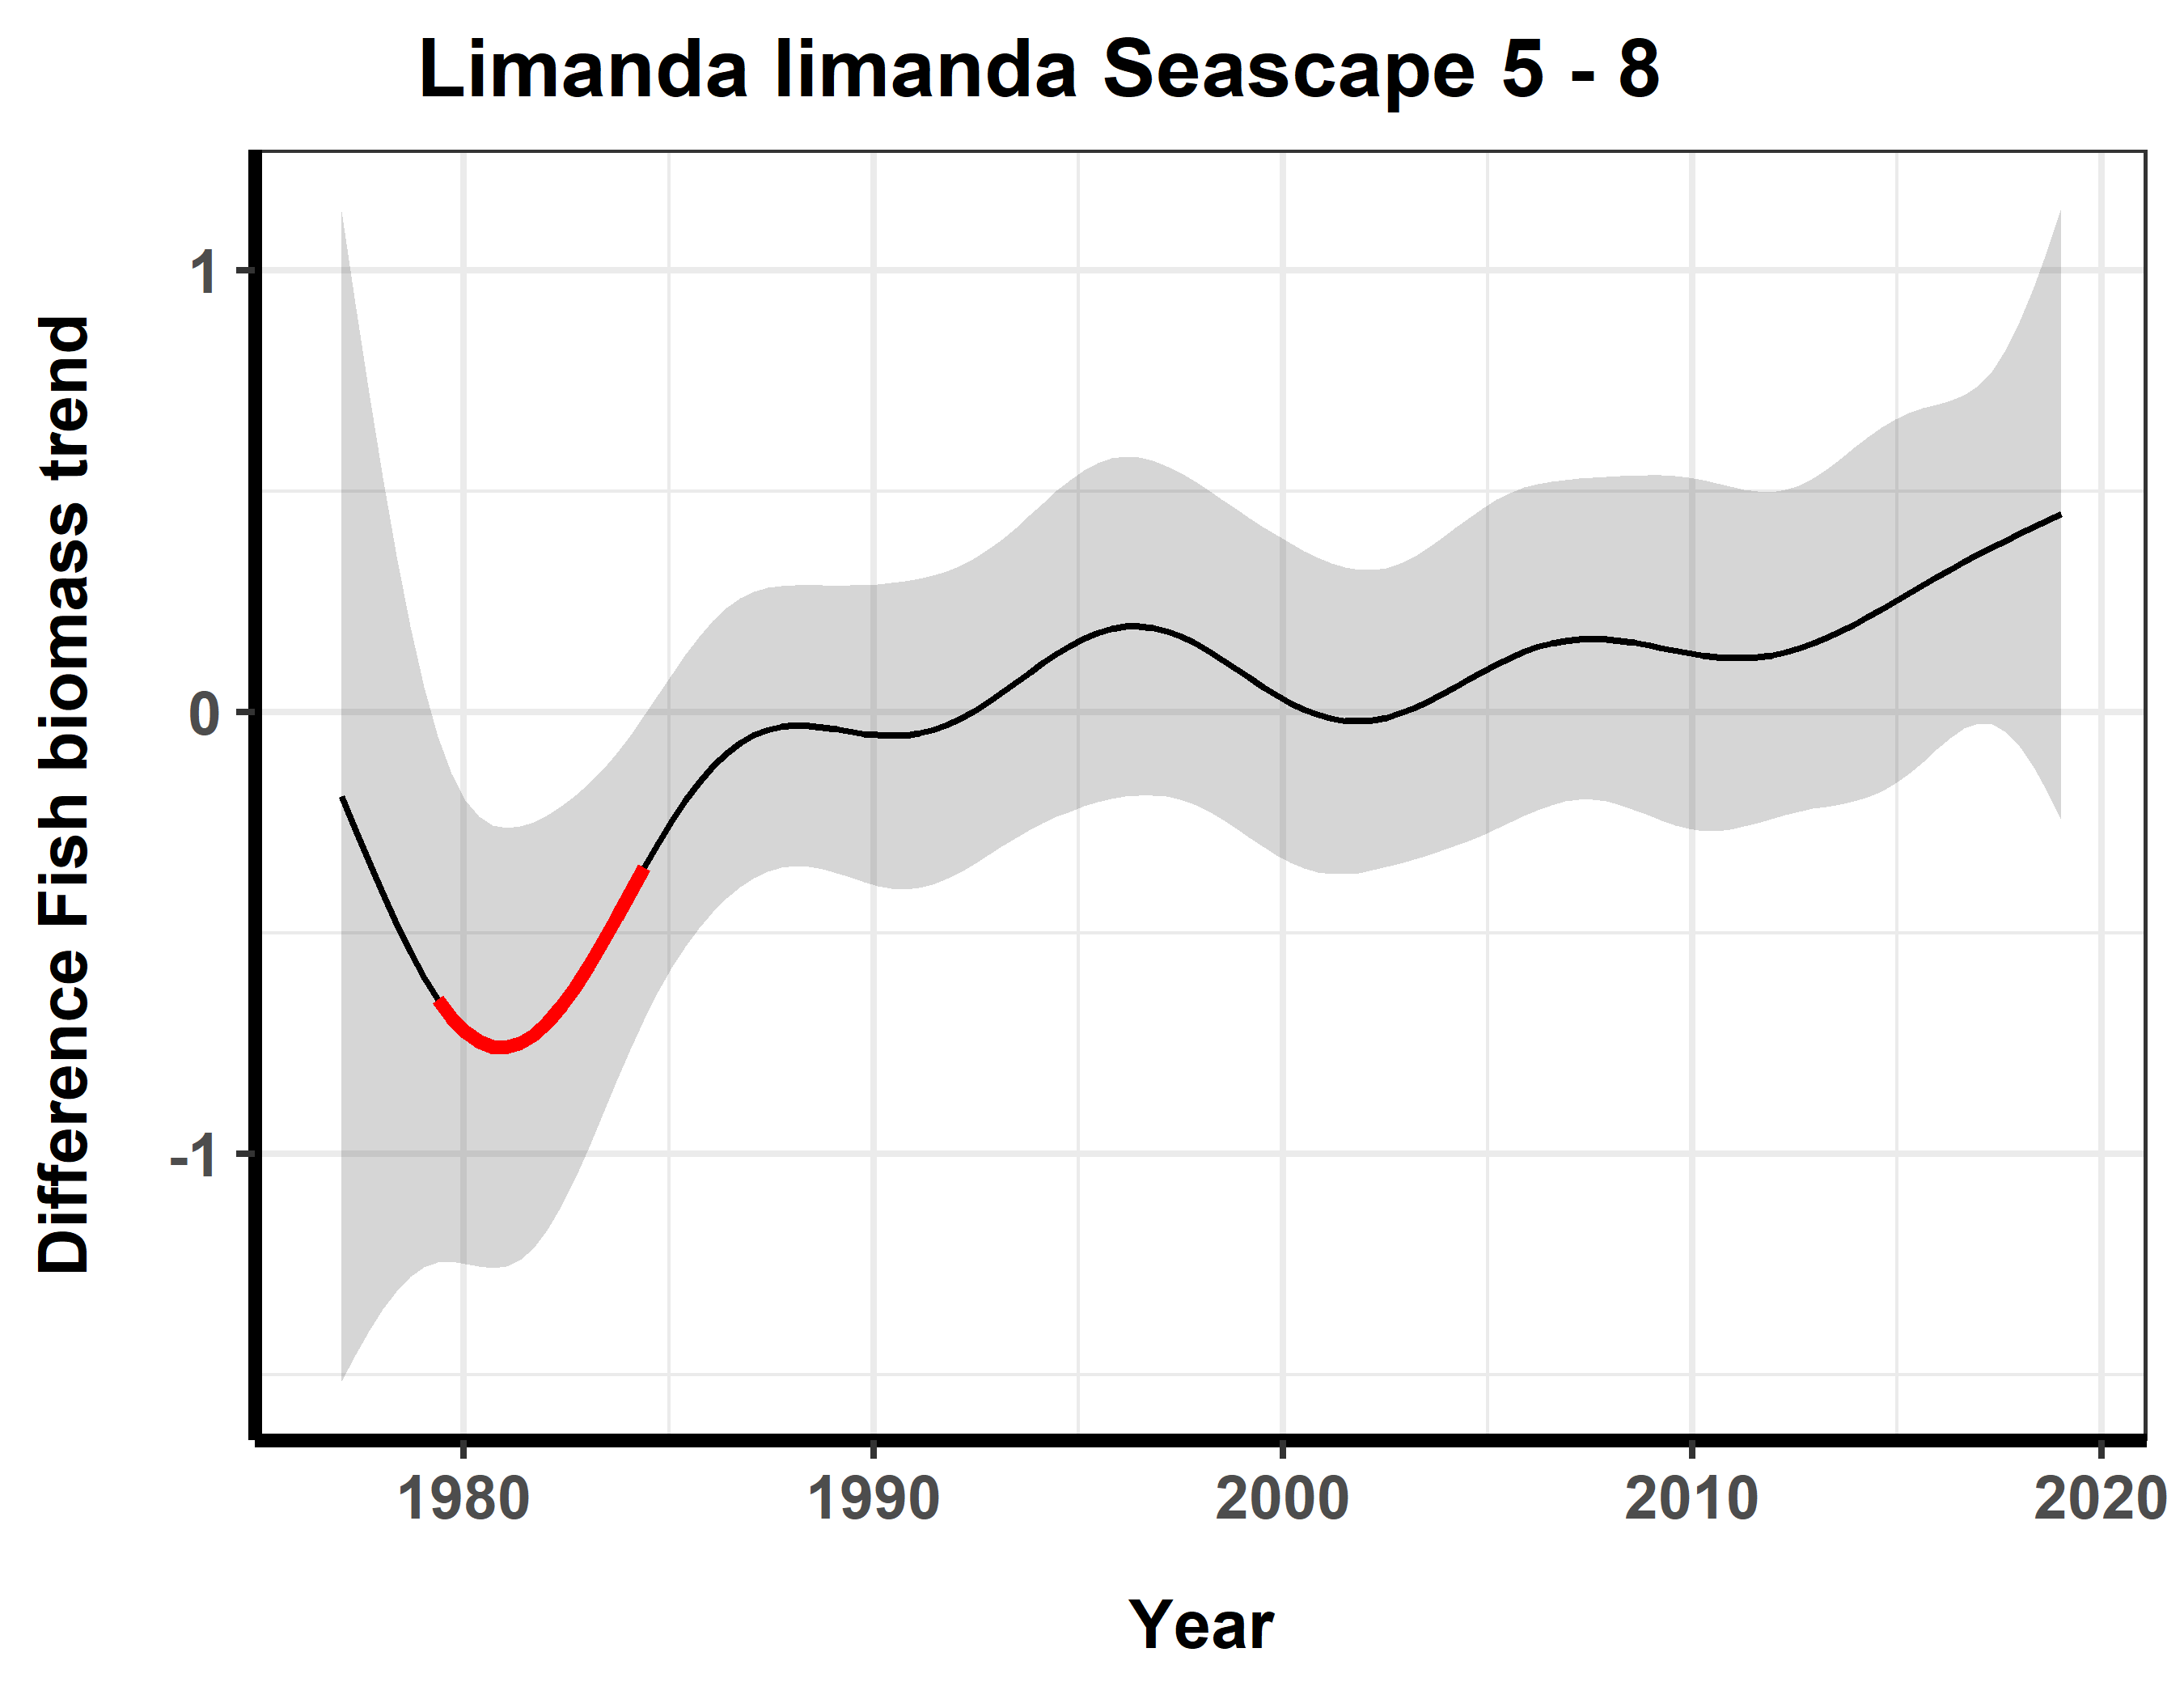 Limanda limanda Seascape 5 - 8
Difference Fish biomass trend
1
0
-1
1980 1990 2000 2010 2020
Year